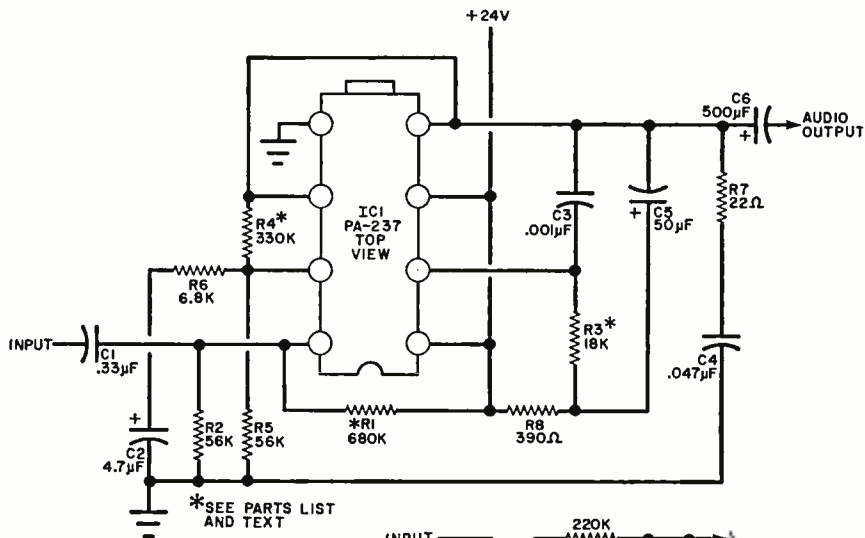 +24V
C6
500µF
+
AUDIO
OUTPUT
IC1
PA-237
TOP
VIEW
R4*
330K
C3
.001µF
+
C5
50µF
R7
22Ω
R6
6.8K
INPUT
C1
.33µF
R3*
18K
C4
.047µF
+
C2
4.7µF
R2
56K
R5
56K
*R1
680K
R8
390Ω
*SEE PARTS LIST
AND TEXT
INPUT
220K